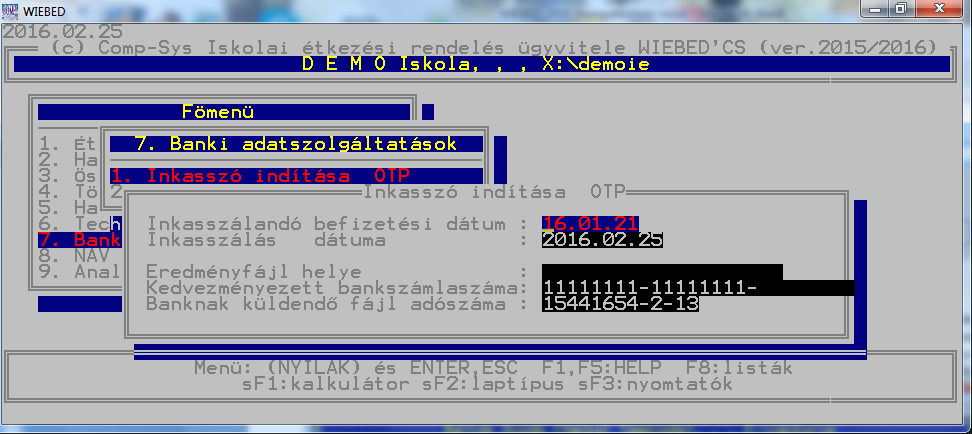 WIEBED
2016.02.25
(c) Comp-Sys Iskolai étkezési rendelés ügyvitele WIEBED'CS (ver.2015/2016)
D E M O Iskola, , , X:\demoie
Fömenü
1. Ét
7. Banki adatszolgáltatások
2. Ha
3. Ös
1. Inkasszó indítása OTP
4. Tö
2
Inkasszó indítása OTP
5. Ha
6. Tech
Inkasszálandó befizetési dátum : 16.01.21
7. Bank
Inkasszálás dátuma : 2016.02.25
8. NAV
9. Anal
Eredményfájl helye :
Kedvezményezett bankszámlaszáma: 11111111-11111111-
Banknak küldendő fájl adószáma : 15441654-2-13
Menü: (NYILAK) és ENTER,ESC F1,F5:HELP F8:listák
sF1:kalkulátor sF2:laptípus sF3:nyomtatók